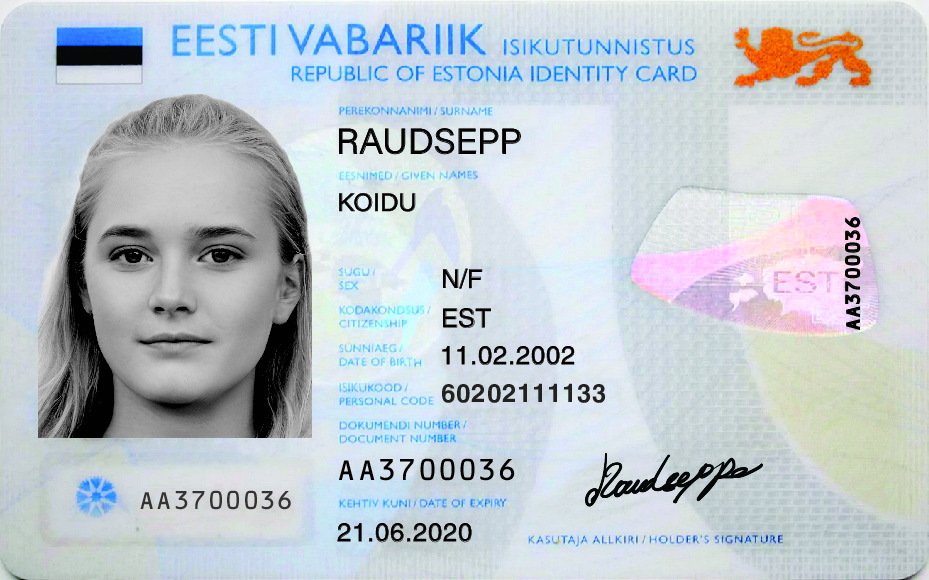 EESTI VABARIIK ISIKUTUNNISTUS
REPUBLIC OF ESTONIA IDENTITY CARD
PEREKONNANIMI / SURNAME
RAUDSEPP
EESNIMED / GIVEN NAMES
KOIDU
SUGU /
SEX
N/F
KODAKONDSUS /
CITIZENSHIP
EST
SÜNNIAEG /
DATE OF BIRTH
11.02.2002
ISIKUKOOD /
PERSONAL CODE
60202111133
DOKUMENDI NUMBER /
DOCUMENT NUMBER
AA3700036
KEHTIV KUNI / DATE OF EXPIRY
21.06.2020
AA3700036
EST
AA3700036
Raudsepp
KASUTAJA ALLKIRI / HOLDER'S SIGNATURE